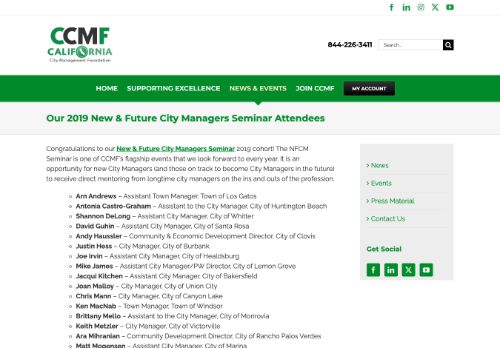 CCMF
CALIFORNIA
City Management Foundation
844-226-3411
Search...
HOME
SUPPORTING EXCELLENCE
NEWS & EVENTS
JOIN CCMF
MY ACCOUNT
Our 2019 New & Future City Managers Seminar Attendees
Congratulations to our New & Future City Managers Seminar 2019 cohort! The NFCM
Seminar is one of CCMF's flagship events that we look forward to every year. It is an
opportunity for new City Managers (and those on track to become City Managers in the future)
to receive direct mentoring from longtime city managers on the ins and outs of the profession.
Arn Andrews – Assistant Town Manager, Town of Los Gatos
Antonia Castro-Graham – Assistant to the City Manager, City of Huntington Beach
Shannon DeLong – Assistant City Manager, City of Whittier
David Guhin – Assistant City Manager, City of Santa Rosa
Andy Haussler – Community & Economic Development Director, City of Clovis
Justin Hess – City Manager, City of Burbank
Joe Irvin – Assistant City Manager, City of Healdsburg
Mike James – Assistant City Manager/PW Director, City of Lemon Grove
Jacqui Kitchen – Assistant City Manager, City of Bakersfield
Joan Malloy – City Manager, City of Union City
Chris Mann – City Manager, City of Canyon Lake
Ken MacNab – Town Manager, Town of Windsor
Brittany Mello – Assistant to the City Manager, City of Monrovia
Keith Metzler – City Manager, City of Victorville
Ara Mihranian – Community Development Director, City of Rancho Palos Verdes
Matt Mogensen – Assistant City Manager, City of Marina
News
Events
Press Material
Contact Us
Get Social